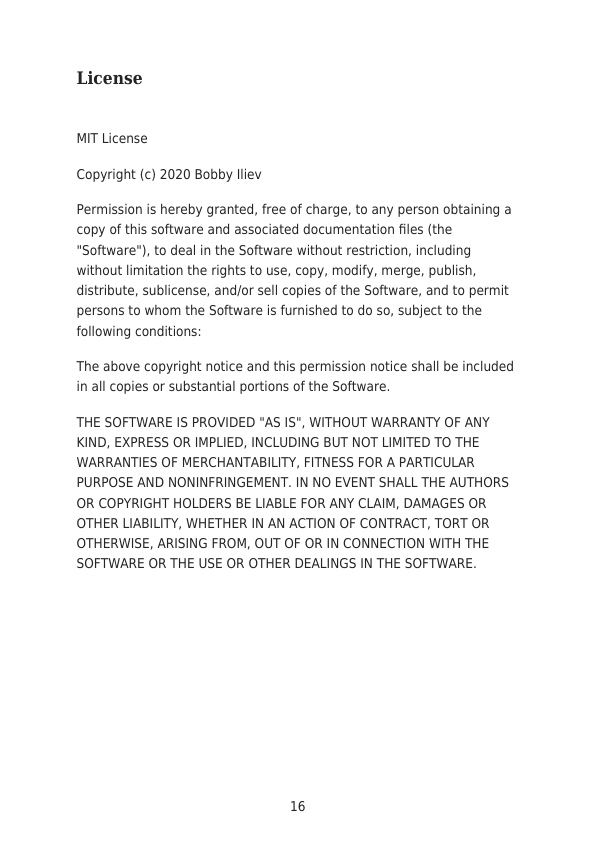 License
MIT License
Copyright (c) 2020 Bobby Iliev
Permission is hereby granted, free of charge, to any person obtaining a
copy of this software and associated documentation files (the
"Software"), to deal in the Software without restriction, including
without limitation the rights to use, copy, modify, merge, publish,
distribute, sublicense, and/or sell copies of the Software, and to permit
persons to whom the Software is furnished to do so, subject to the
following conditions:
The above copyright notice and this permission notice shall be included
in all copies or substantial portions of the Software.
THE SOFTWARE IS PROVIDED "AS IS", WITHOUT WARRANTY OF ANY
KIND, EXPRESS OR IMPLIED, INCLUDING BUT NOT LIMITED TO THE
WARRANTIES OF MERCHANTABILITY, FITNESS FOR A PARTICULAR
PURPOSE AND NONINFRINGEMENT. IN NO EVENT SHALL THE AUTHORS
OR COPYRIGHT HOLDERS BE LIABLE FOR ANY CLAIM, DAMAGES OR
OTHER LIABILITY, WHETHER IN AN ACTION OF CONTRACT, TORT OR
OTHERWISE, ARISING FROM, OUT OF OR IN CONNECTION WITH THE
SOFTWARE OR THE USE OR OTHER DEALINGS IN THE SOFTWARE.
16